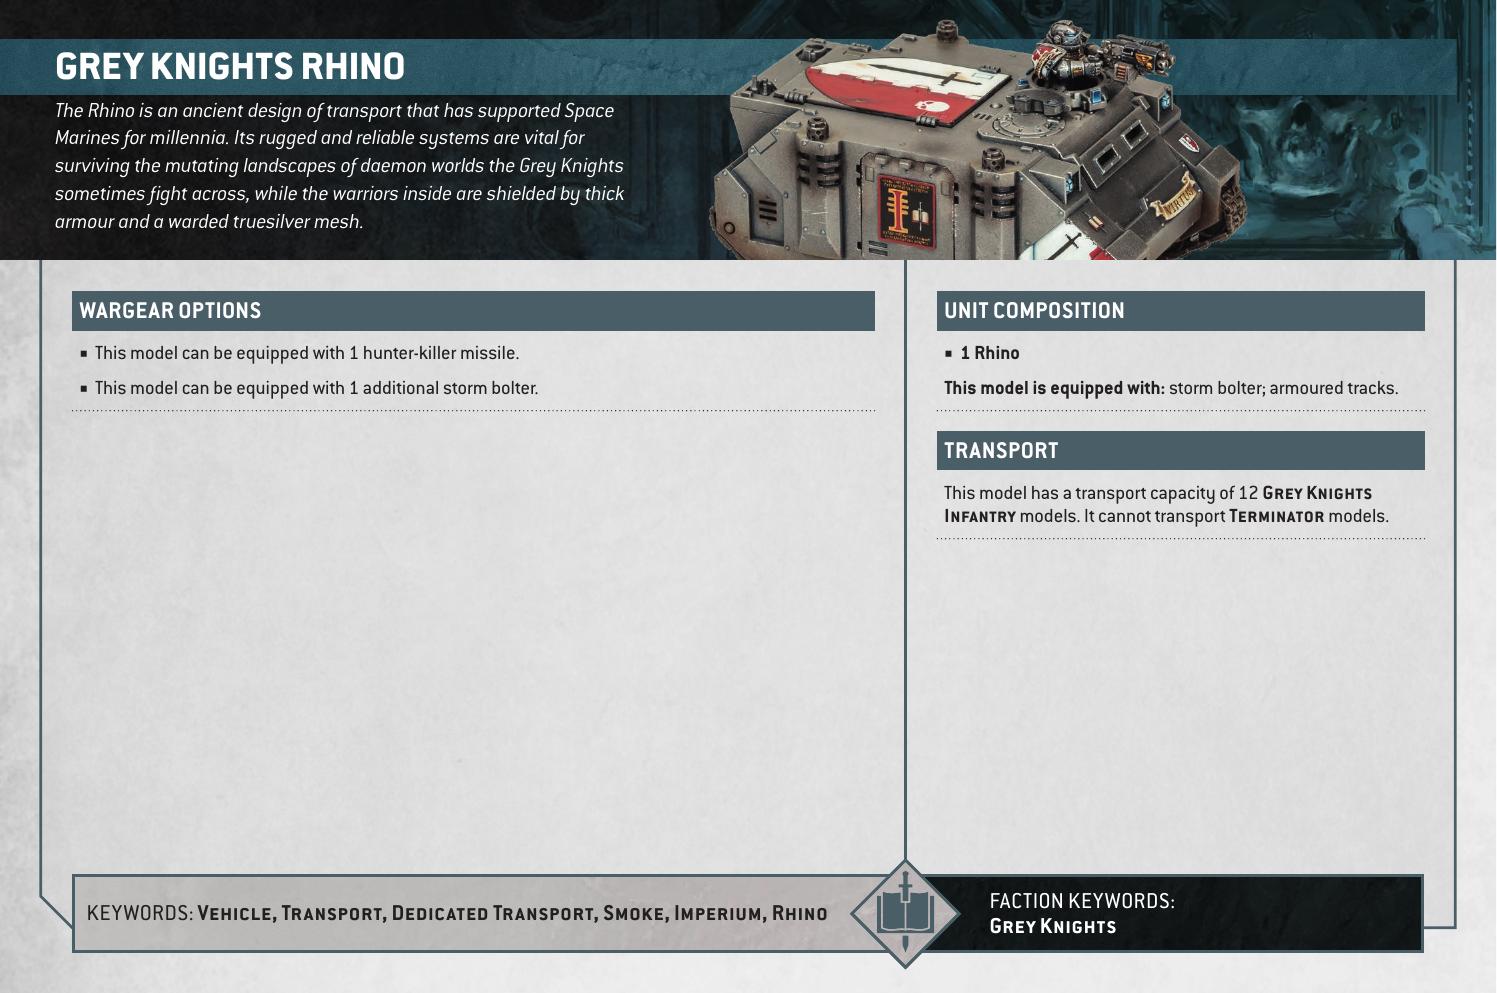 GREY KNIGHTS RHINO
The Rhino is an ancient design of transport that has supported Space
Marines for millennia. Its rugged and reliable systems are vital for
surviving the mutating landscapes of daemon worlds the Grey Knights
sometimes fight across, while the warriors inside are shielded by thick
armour and a warded truesilver mesh.
VIRTUS
WARGEAR OPTIONS
▪ This model can be equipped with 1 hunter-killer missile.
▪ This model can be equipped with 1 additional storm bolter.
UNIT COMPOSITION
▪ 1 Rhino
This model is equipped with: storm bolter; armoured tracks.
TRANSPORT
This model has a transport capacity of 12 GREY KNIGHTS
INFANTRY models. It cannot transport TERMINATOR models.
KEYWORDS: VEHICLE, TRANSPORT, DEDICATED TRANSPORT, SMOKE, IMPERIUM, RHINO
FACTION KEYWORDS:
GREY KNIGHTS